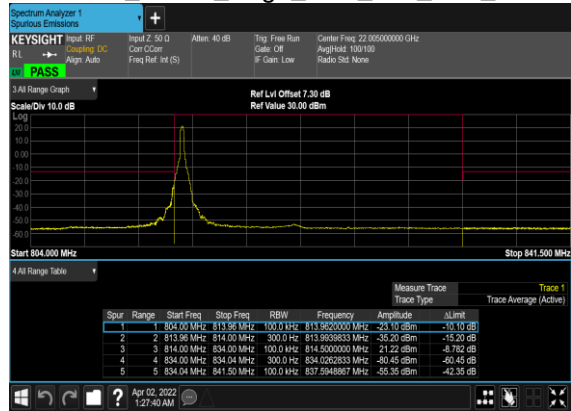 Spectrum Analyzer 1
Spurious Emissions
KEYSIGHT Input: RF Input Z: 50 Ω Atten: 40 dB Trig: Free Run Center Freq: 22.005000000 GHz
RL Coupling: DC Corr CCorr Gate: Off Avg|Hold: 100/100
Align: Auto Freq Ref: Int (S) IF Gain: Low Radio Std: None
PASS
3 All Range Graph
Ref Lvl Offset 7.30 dB
Scale/Div 10.0 dB Ref Value 30.00 dBm
Log
20.0
10.0
0.00
-10.0
-20.0
-30.0
-40.0
-50.0
-60.0
Start 804.000 MHz Stop 841.500 MHz
4 All Range Table
Measure Trace Trace 1
Trace Type Trace Average (Active)
Spur Range Start Freq Stop Freq RBW Frequency Amplitude ΔLimit
1 1 804.00 MHz 813.96 MHz 100.0 kHz 813.9620000 MHz -23.10 dBm -10.10 dB
2 2 813.96 MHz 814.00 MHz 300.0 Hz 813.9939833 MHz -35.20 dBm -15.20 dB
3 3 814.00 MHz 834.00 MHz 100.0 kHz 814.5000000 MHz 21.22 dBm -8.782 dB
4 4 834.00 MHz 834.04 MHz 300.0 Hz 834.0262833 MHz -80.45 dBm -60.45 dB
5 5 834.04 MHz 841.50 MHz 100.0 kHz 837.5948867 MHz -55.35 dBm -42.35 dB
Apr 02, 2022
1:27:40 AM